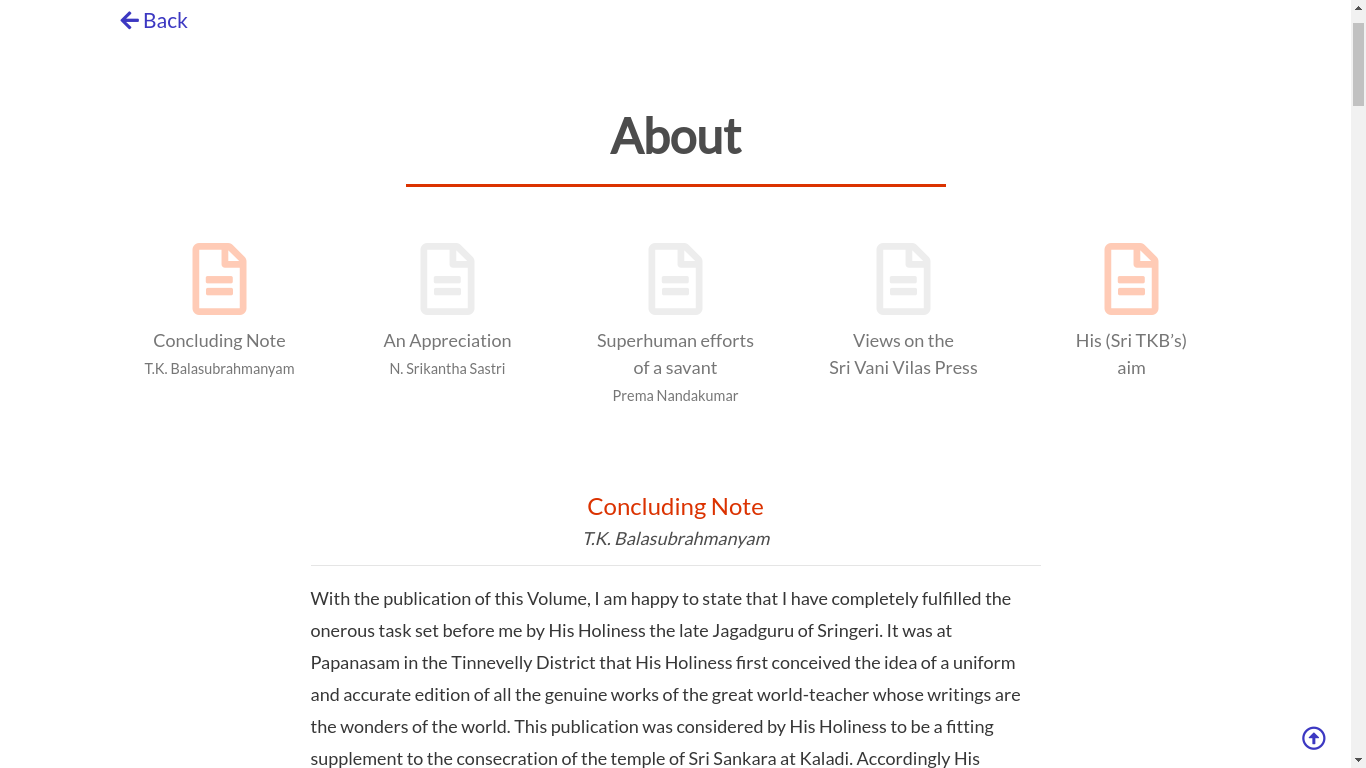 Back
About
Concluding Note
T.K. Balasubrahmanyam
An Appreciation
N. Srikantha Sastri
Superhuman efforts
of a savant
Prema Nandakumar
Views on the
Sri Vani Vilas Press
His (Sri TKB’s)
aim
Concluding Note
T.K. Balasubrahmanyam
With the publication of this Volume, I am happy to state that I have completely fulfilled the
onerous task set before me by His Holiness the late Jagadguru of Sringeri. It was at
Papanasam in the Tinnevelly District that His Holiness first conceived the idea of a uniform
and accurate edition of all the genuine works of the great world-teacher whose writings are
the wonders of the world. This publication was considered by His Holiness to be a fitting
supplement to the consecration of the temple of Sri Sankara at Kaladi. Accordingly His